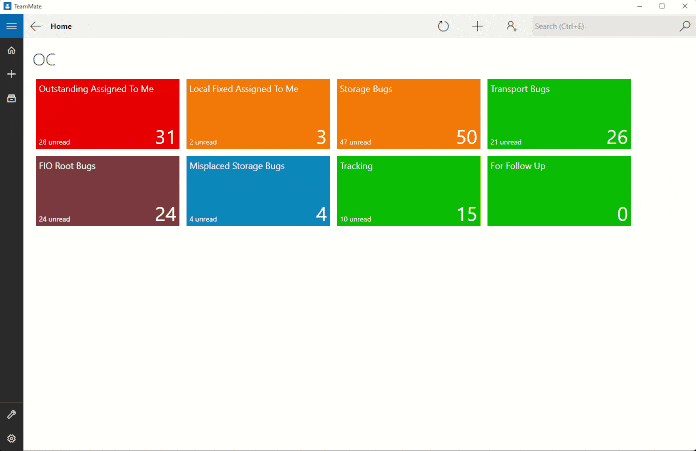 TeamMate
Home
Search (Ctrl+E)
OC
Outstanding Assigned To Me
28 unread
31
Local Fixed Assigned To Me
2 unread
3
Storage Bugs
47 unread
50
Transport Bugs
21 unread
26
FIO Root Bugs
24 unread
24
Misplaced Storage Bugs
4 unread
4
Tracking
10 unread
15
For Follow Up
0